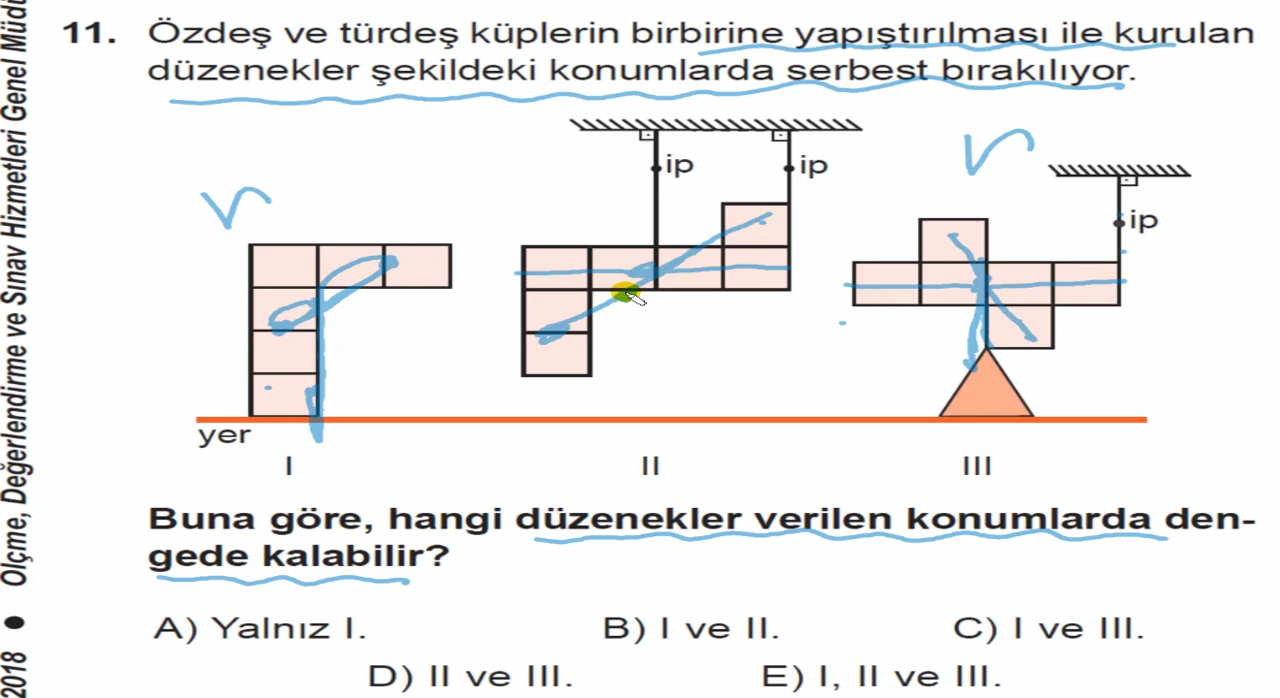 2018 ● Ölçme, Değerlendirme ve Sınav Hizmetleri Genel Müdü
11. Özdeş ve türdeş küplerin birbirine yapıştırılması ile kurulan
düzenekler şekildeki konumlarda serbest bırakılıyor.
ip
ip
ip
yer
I
II
III
Buna göre, hangi düzenekler verilen konumlarda den-
gede kalabilir?
A) Yalnız I.
B) I ve II.
C) I ve III.
D) II ve III.
E) I, II ve III.